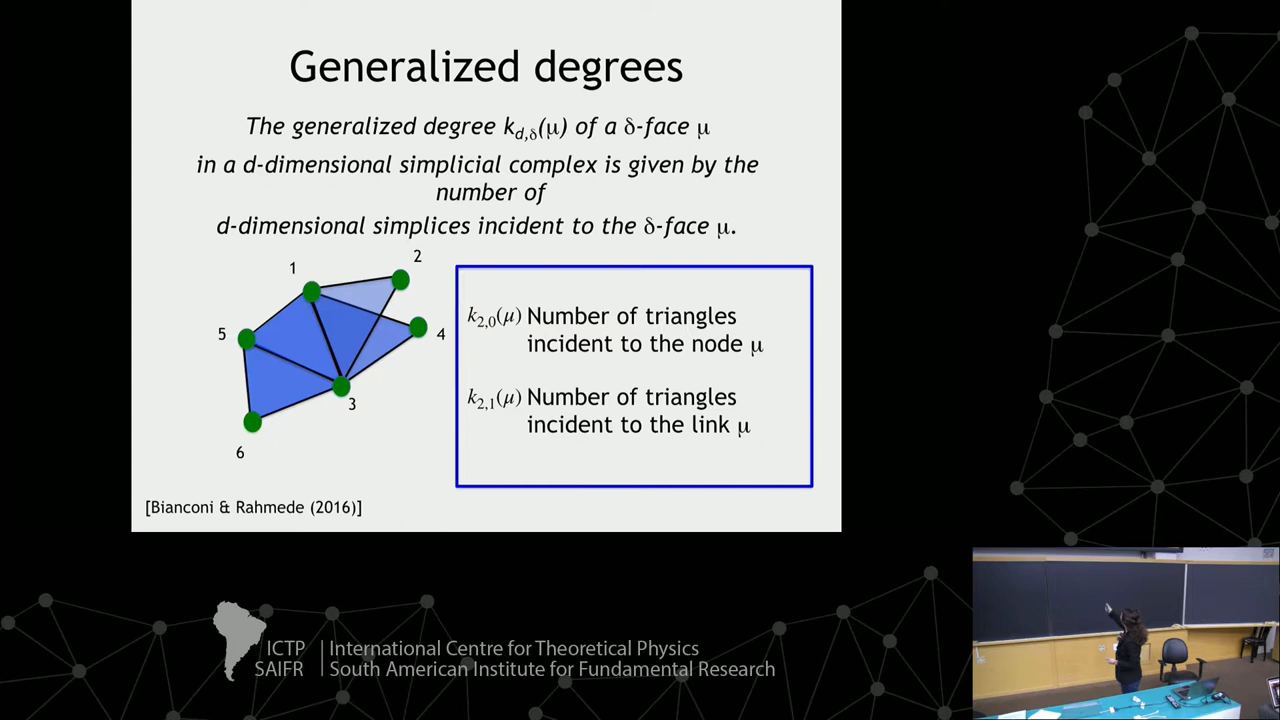 Generalized degrees
The generalized degree k_{d,δ}(μ) of a δ-face μ
in a d-dimensional simplicial complex is given by the
number of
d-dimensional simplices incident to the δ-face μ.
1
2
5
4
3
6
k_{2,0}(μ) Number of triangles
incident to the node μ
k_{2,1}(μ) Number of triangles
incident to the link μ
[Bianconi & Rahmede (2016)]
ICTP | International Centre for Theoretical Physics
SAIFR | South American Institute for Fundamental Research